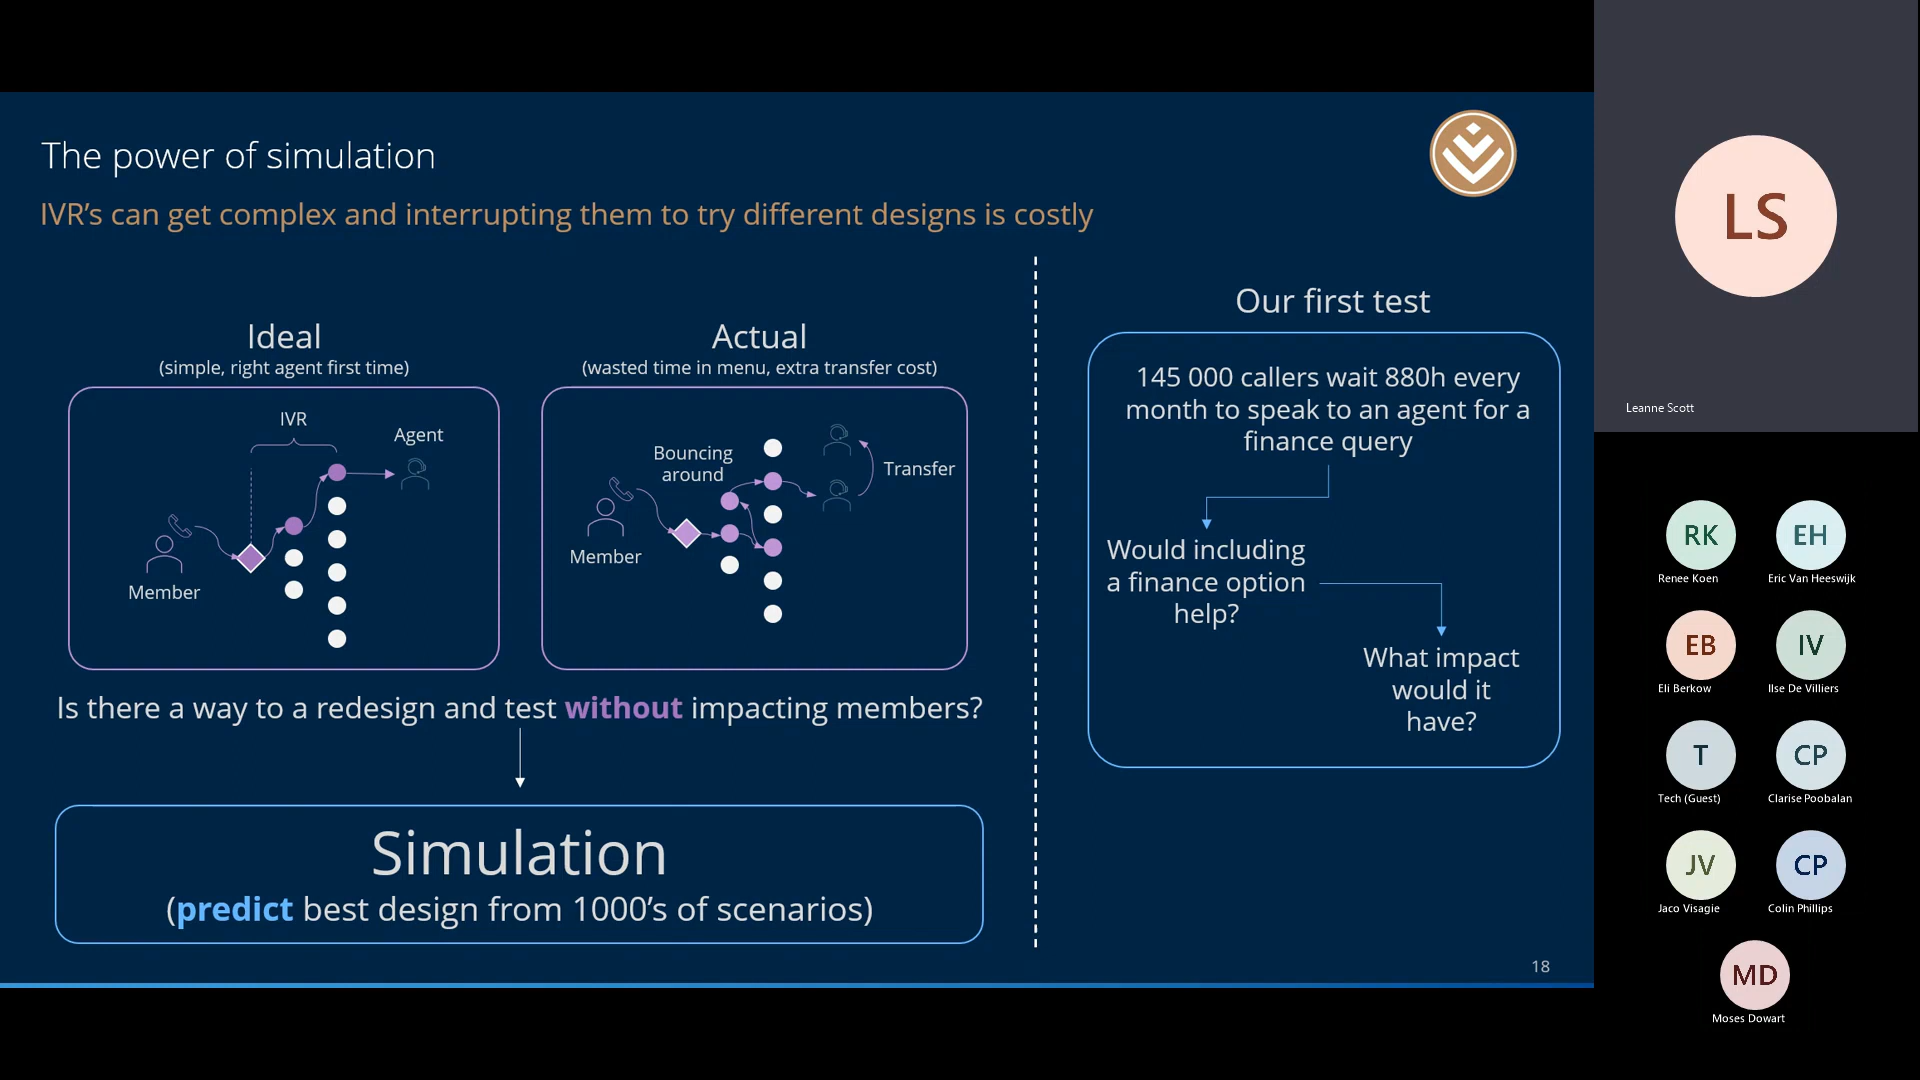 The power of simulation
IVR's can get complex and interrupting them to try different designs is costly
Ideal
(simple, right agent first time)
IVR
Agent
Member
Actual
(wasted time in menu, extra transfer cost)
Bouncing
around
Transfer
Member
Is there a way to a redesign and test without impacting members?
Simulation
(predict best design from 1000's of scenarios)
Our first test
145 000 callers wait 880h every
month to speak to an agent for a
finance query
Would including
a finance option
help?
What impact
would it
have?
18
LS
Leanne Scott
RK
Renee Koen
EH
Eric Van Heeswijk
EB
Eli Berkow
IV
Ilse De Villiers
T
Tech (Guest)
CP
Clarise Poobalan
JV
Jaco Visagie
CP
Colin Phillips
MD
Moses Dowart